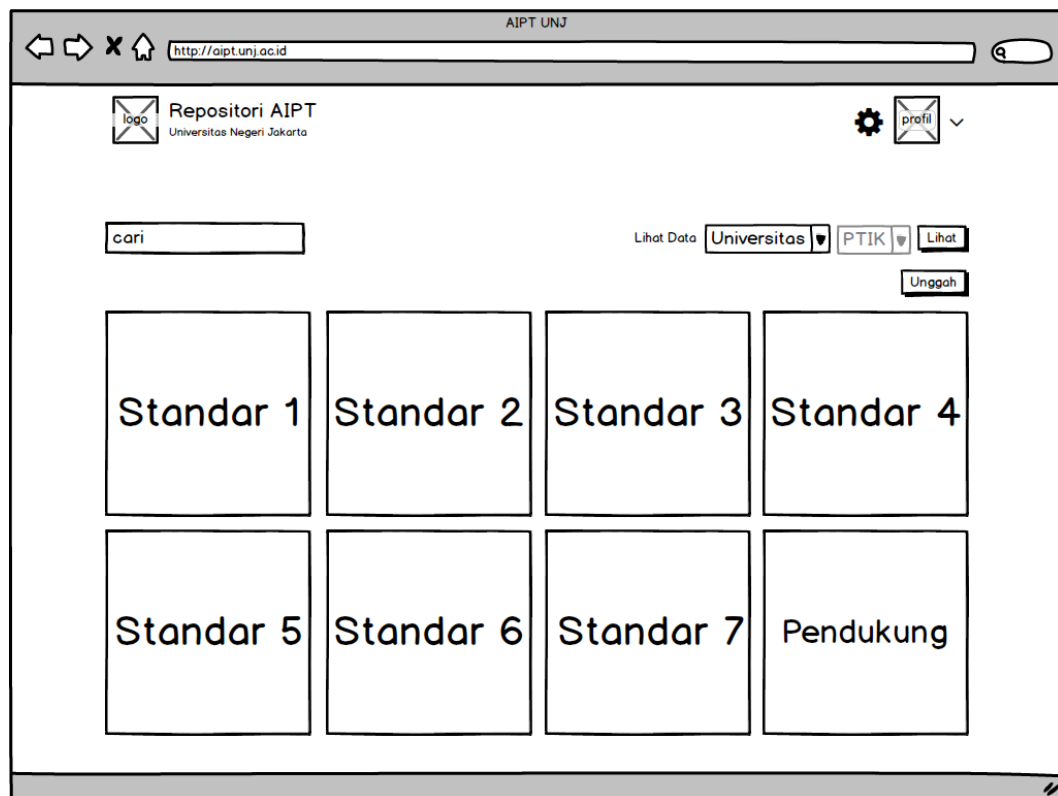 AIPT UNJ
http://aipt.unj.ac.id
logo
Repositori AIPT
Universitas Negeri Jakarta
profil
cari
Lihat Data Universitas PTIK Lihat
Unggah
Standar 1 Standar 2 Standar 3 Standar 4
Standar 5 Standar 6 Standar 7 Pendukung